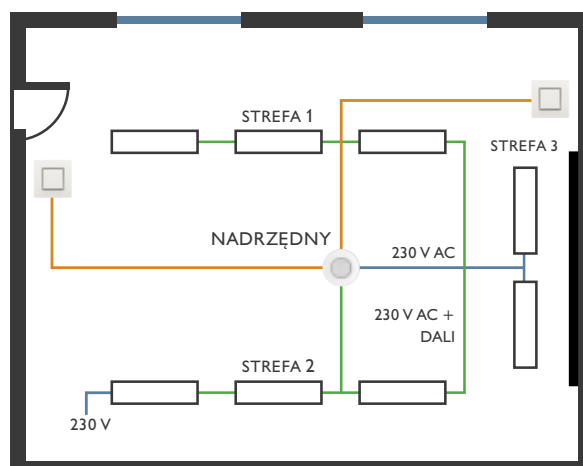 STREFA 1
STREFA 3
NADRZĘDNY
230 V AC
230 V AC +
DALI
STREFA 2
230 V